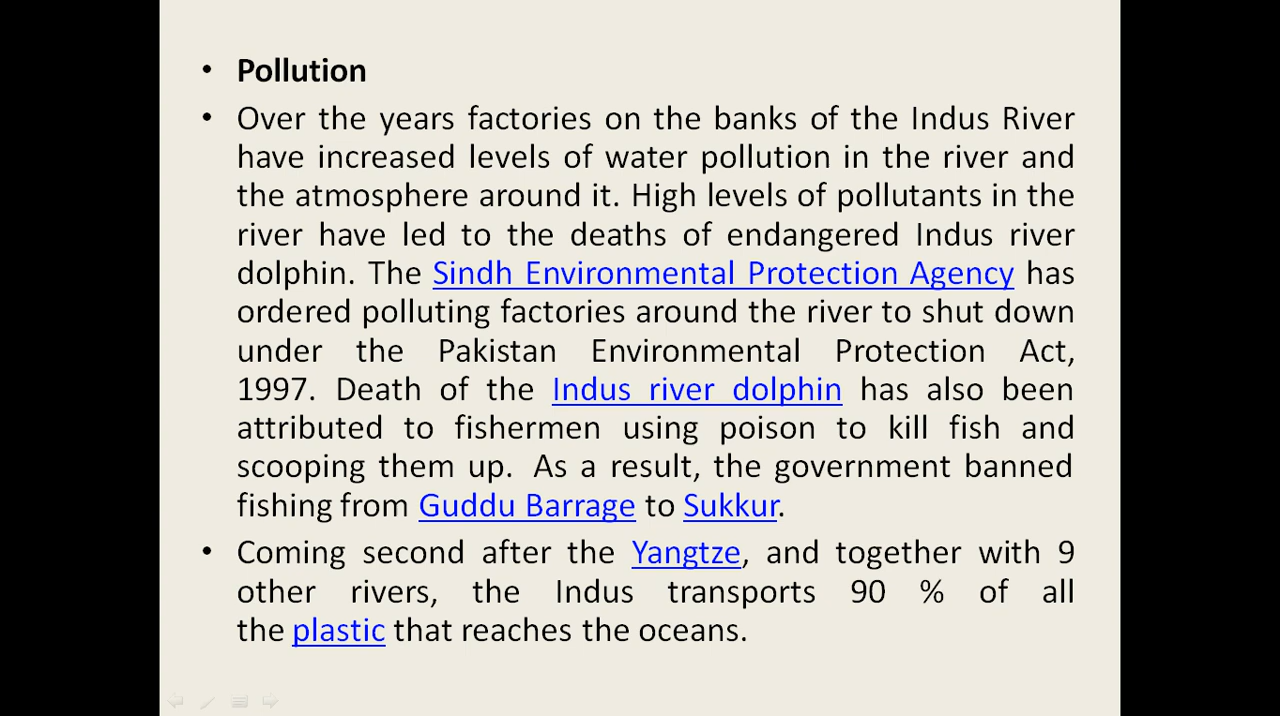 • Pollution
• Over the years factories on the banks of the Indus River
have increased levels of water pollution in the river and
the atmosphere around it. High levels of pollutants in the
river have led to the deaths of endangered Indus river
dolphin. The Sindh Environmental Protection Agency has
ordered polluting factories around the river to shut down
under the Pakistan Environmental Protection Act,
1997. Death of the Indus river dolphin has also been
attributed to fishermen using poison to kill fish and
scooping them up. As a result, the government banned
fishing from Guddu Barrage to Sukkur.
• Coming second after the Yangtze, and together with 9
other rivers, the Indus transports 90 % of all
the plastic that reaches the oceans.